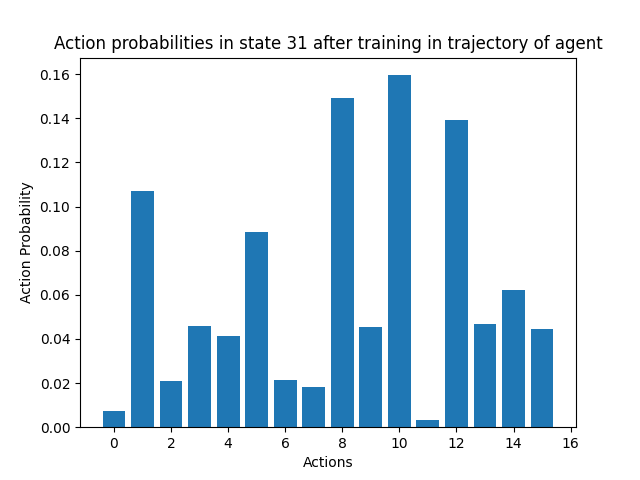 Action probabilities in state 31 after training in trajectory of agent
0.16
0.14
0.12
0.10
0.08
0.06
0.04
0.02
0.00
Action Probability
0 2 4 6 8 10 12 14 16
Actions